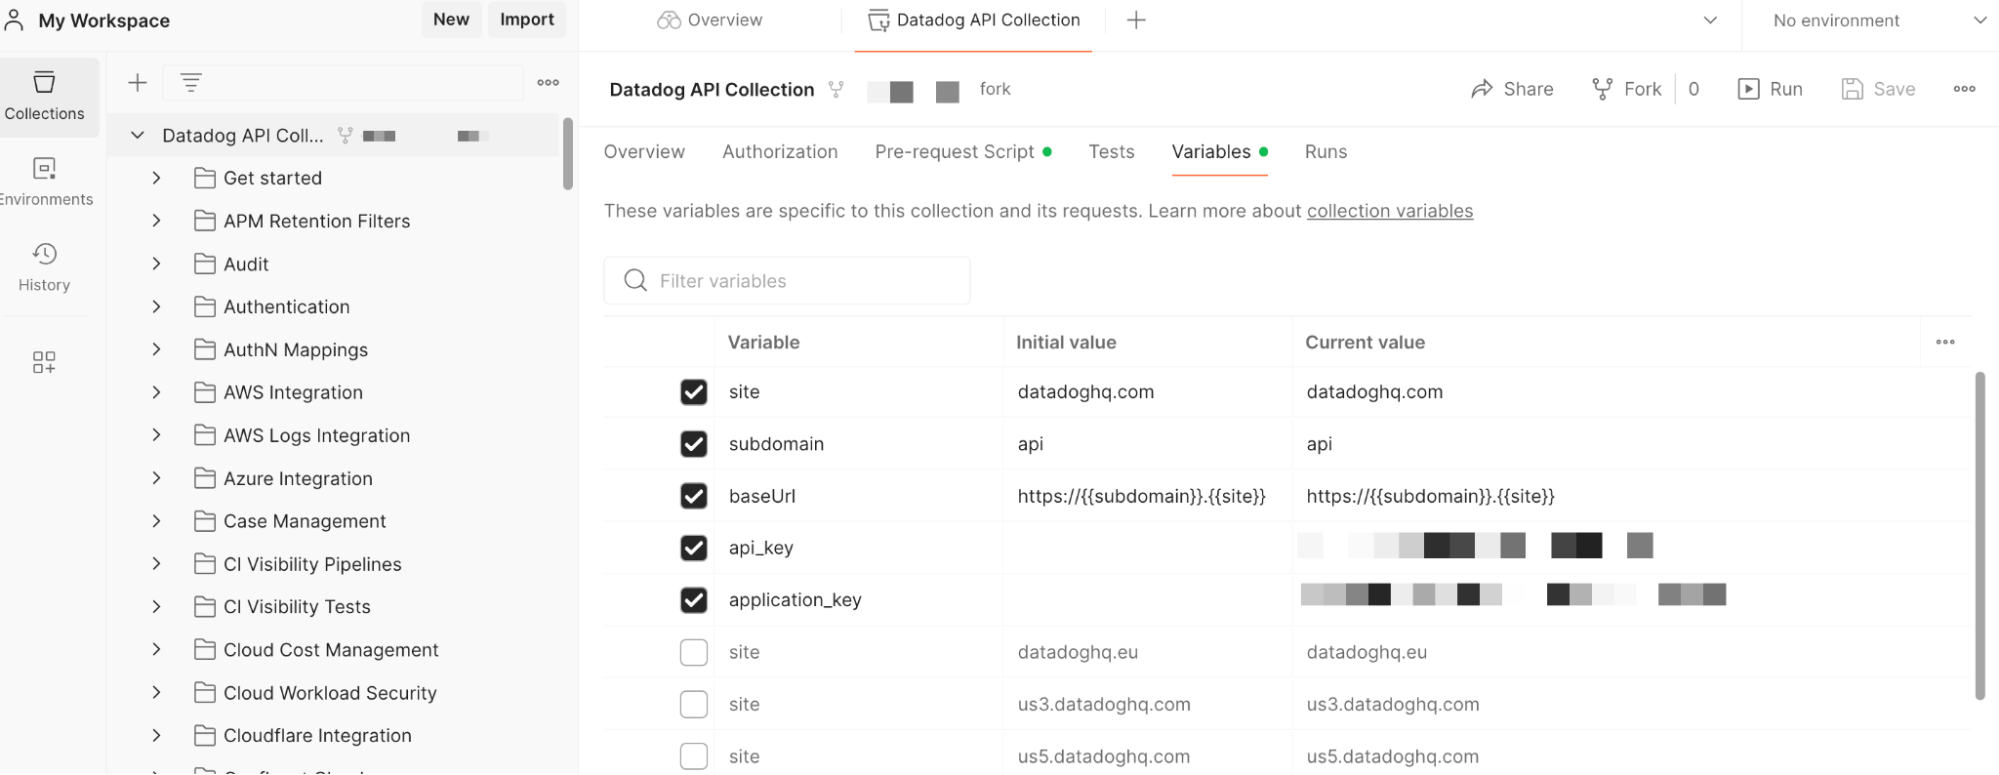 My Workspace
New
Import
Overview
Datadog API Collection
No environment
Collections
Environments
History
Datadog API Coll...
Get started
APM Retention Filters
Audit
Authentication
AuthN Mappings
AWS Integration
AWS Logs Integration
Azure Integration
Case Management
CI Visibility Pipelines
CI Visibility Tests
Cloud Cost Management
Cloud Workload Security
Cloudflare Integration
Datadog API Collection
fork
Share
Fork
0
Run
Save
Overview
Authorization
Pre-request Script
Tests
Variables
Runs
These variables are specific to this collection and its requests. Learn more about collection variables
Filter variables
Variable Initial value Current value
site datadoghq.com datadoghq.com
subdomain api api
baseUrl https://{{subdomain}}.{{site}} https://{{subdomain}}.{{site}}
api_key
application_key
site datadoghq.eu datadoghq.eu
site us3.datadoghq.com us3.datadoghq.com
site us5.datadoghq.com us5.datadoghq.com